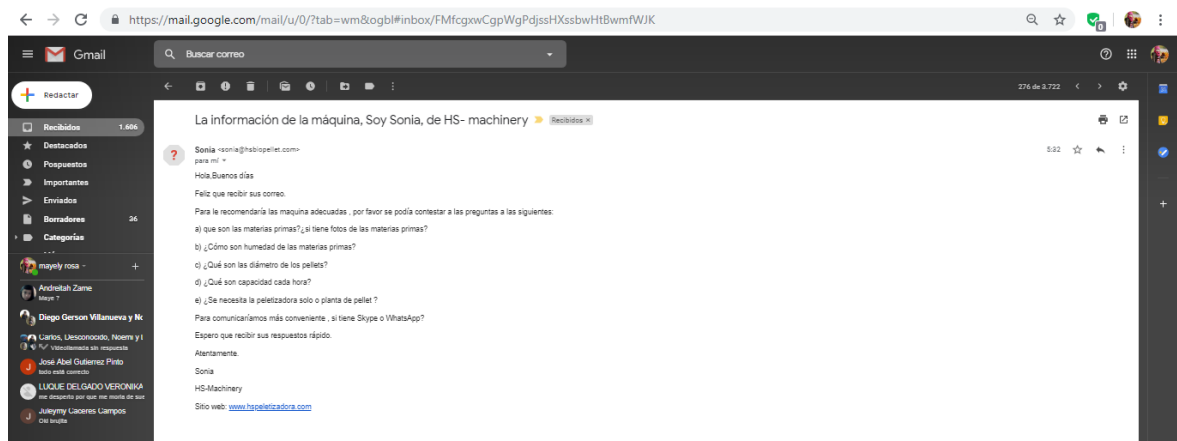 https://mail.google.com/mail/u/0/?tab=wm&ogbl#inbox/FMfcgxwCgpWgPdjssHXssbwHtBwmfWJK
Gmail
Buscar correo
Redactar
276 de 3.722
La información de la máquina, Soy Sonia, de HS- machinery
Recibidos ×
Recibidos 1.606
Destacados
Pospuestos
Importantes
Enviados
Borradores 36
Categorías
mayely rosa
Andreitah Zame
Maye ?
Diego Gerson Villanueva y No
Carlos, Desconocido, Noemi y
Videollamada sin respuesta
José Abel Gutierrez Pinto
todo está correcto
LUQUE DELGADO VERONIKA
me desperto por que me moria de sue
Juleymy Caceres Campos
Oki brujita
Sonia <sonia@hsbiopellet.com> 5:32
para mí
Hola,Buenos días
Feliz que recibir sus correo.
Para le recomendaría las maquina adecuadas , por favor se podía contestar a las preguntas a las siguientes:
a) que son las materias primas?¿si tiene fotos de las materias primas?
b) ¿Cómo son humedad de las materias primas?
c) ¿Qué son las diámetro de los pellets?
d) ¿Qué son capacidad cada hora?
e) ¿Se necesita la peletizadora solo o planta de pellet ?
Para comunicaríamos más conveniente , si tiene Skype o WhatsApp?
Espero que recibir sus respuestos rápido.
Atentamente.
Sonia
HS-Machinery
Sitio web: www.hspeletizadora.com